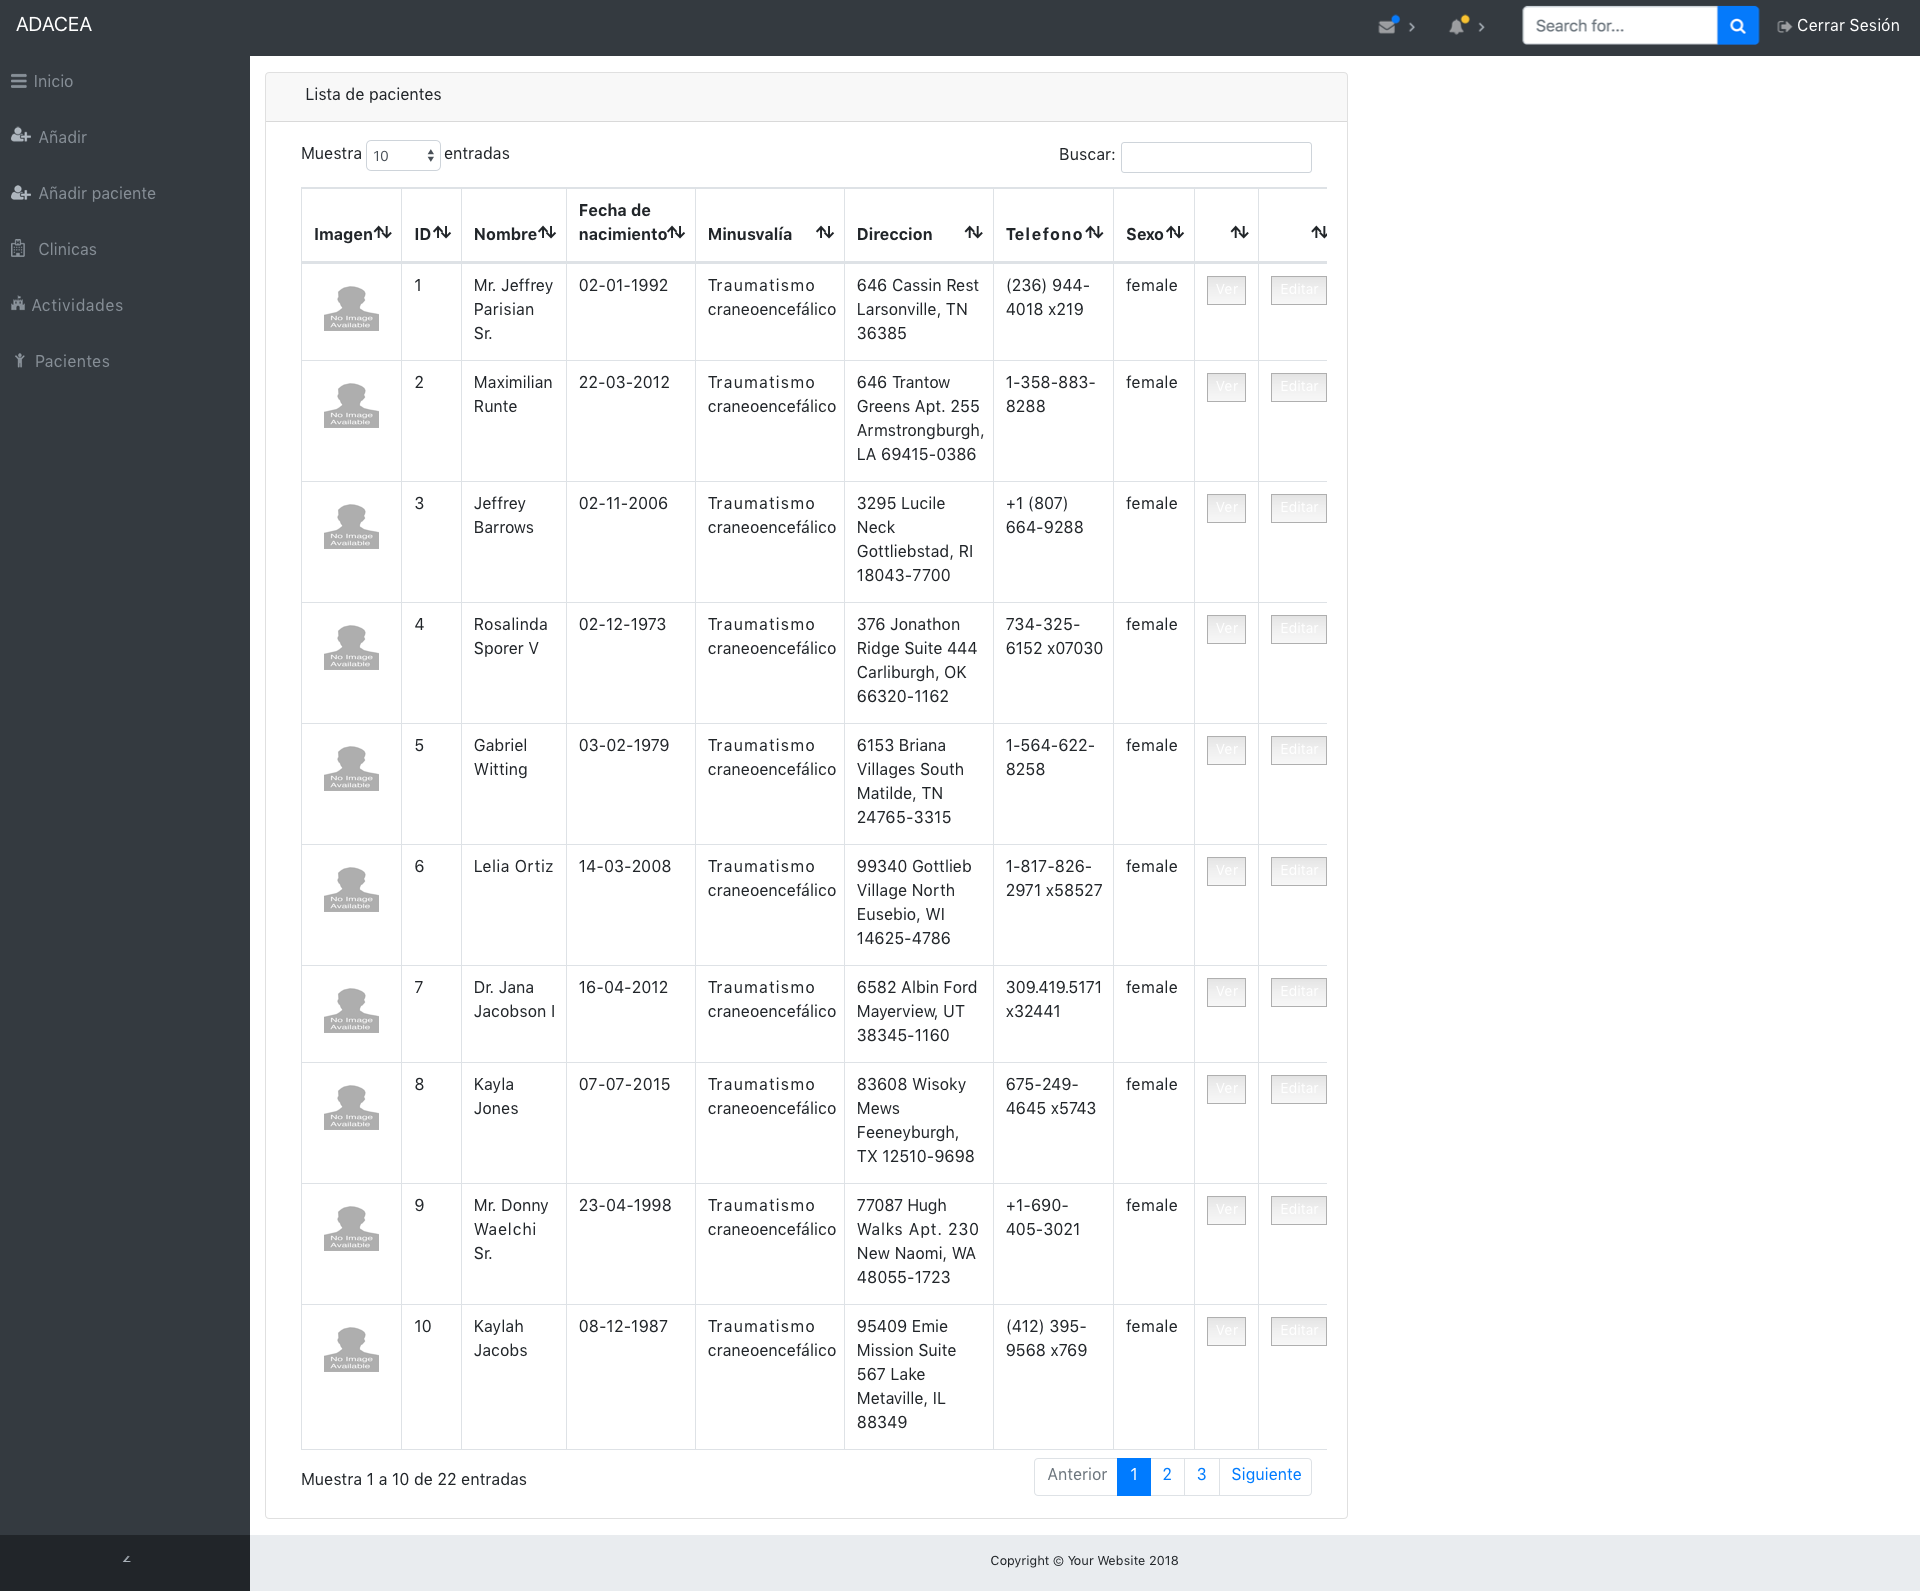 ADACEA
Search for...
Cerrar Sesión
Inicio
Añadir
Añadir paciente
Clinicas
Actividades
Pacientes
Lista de pacientes
Muestra 10 entradas
Buscar:
Imagen ID Nombre Fecha de nacimiento Minusvalía Direccion Telefono Sexo
No Image Available 1 Mr. Jeffrey Parisian Sr. 02-01-1992 Traumatismo craneoencefálico 646 Cassin Rest Larsonville, TN 36385 (236) 944-4018 x219 female Ver Editar
No Image Available 2 Maximilian Runte 22-03-2012 Traumatismo craneoencefálico 646 Trantow Greens Apt. 255 Armstrongburgh, LA 69415-0386 1-358-883-8288 female Ver Editar
No Image Available 3 Jeffrey Barrows 02-11-2006 Traumatismo craneoencefálico 3295 Lucile Neck Gottliebstad, RI 18043-7700 +1 (807) 664-9288 female Ver Editar
No Image Available 4 Rosalinda Sporer V 02-12-1973 Traumatismo craneoencefálico 376 Jonathon Ridge Suite 444 Carliburgh, OK 66320-1162 734-325-6152 x07030 female Ver Editar
No Image Available 5 Gabriel Witting 03-02-1979 Traumatismo craneoencefálico 6153 Briana Villages South Matilde, TN 24765-3315 1-564-622-8258 female Ver Editar
No Image Available 6 Lelia Ortiz 14-03-2008 Traumatismo craneoencefálico 99340 Gottlieb Village North Eusebio, WI 14625-4786 1-817-826-2971 x58527 female Ver Editar
No Image Available 7 Dr. Jana Jacobson I 16-04-2012 Traumatismo craneoencefálico 6582 Albin Ford Mayerview, UT 38345-1160 309.419.5171 x32441 female Ver Editar
No Image Available 8 Kayla Jones 07-07-2015 Traumatismo craneoencefálico 83608 Wisoky Mews Feeneyburgh, TX 12510-9698 675-249-4645 x5743 female Ver Editar
No Image Available 9 Mr. Donny Waelchi Sr. 23-04-1998 Traumatismo craneoencefálico 77087 Hugh Walks Apt. 230 New Naomi, WA 48055-1723 +1-690-405-3021 female Ver Editar
No Image Available 10 Kaylah Jacobs 08-12-1987 Traumatismo craneoencefálico 95409 Emie Mission Suite 567 Lake Metaville, IL 88349 (412) 395-9568 x769 female Ver Editar
Muestra 1 a 10 de 22 entradas
Anterior 1 2 3 Siguiente
Copyright © Your Website 2018